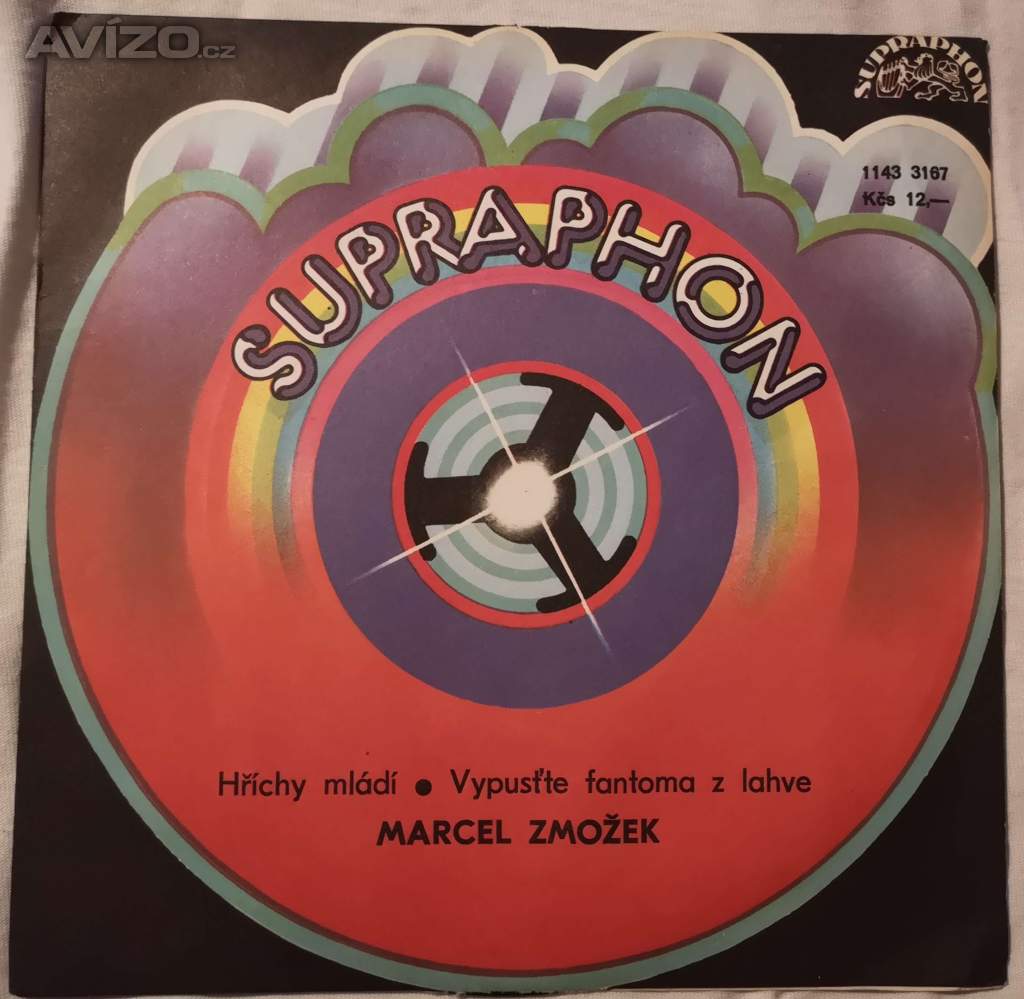 AVÍZO.cz
SUPRAPHON
1143 3167
Kčs 12,—
SUPRAPHON
Hříchy mládí ● Vypusťte fantoma z lahve
MARCEL ZMOŽEK